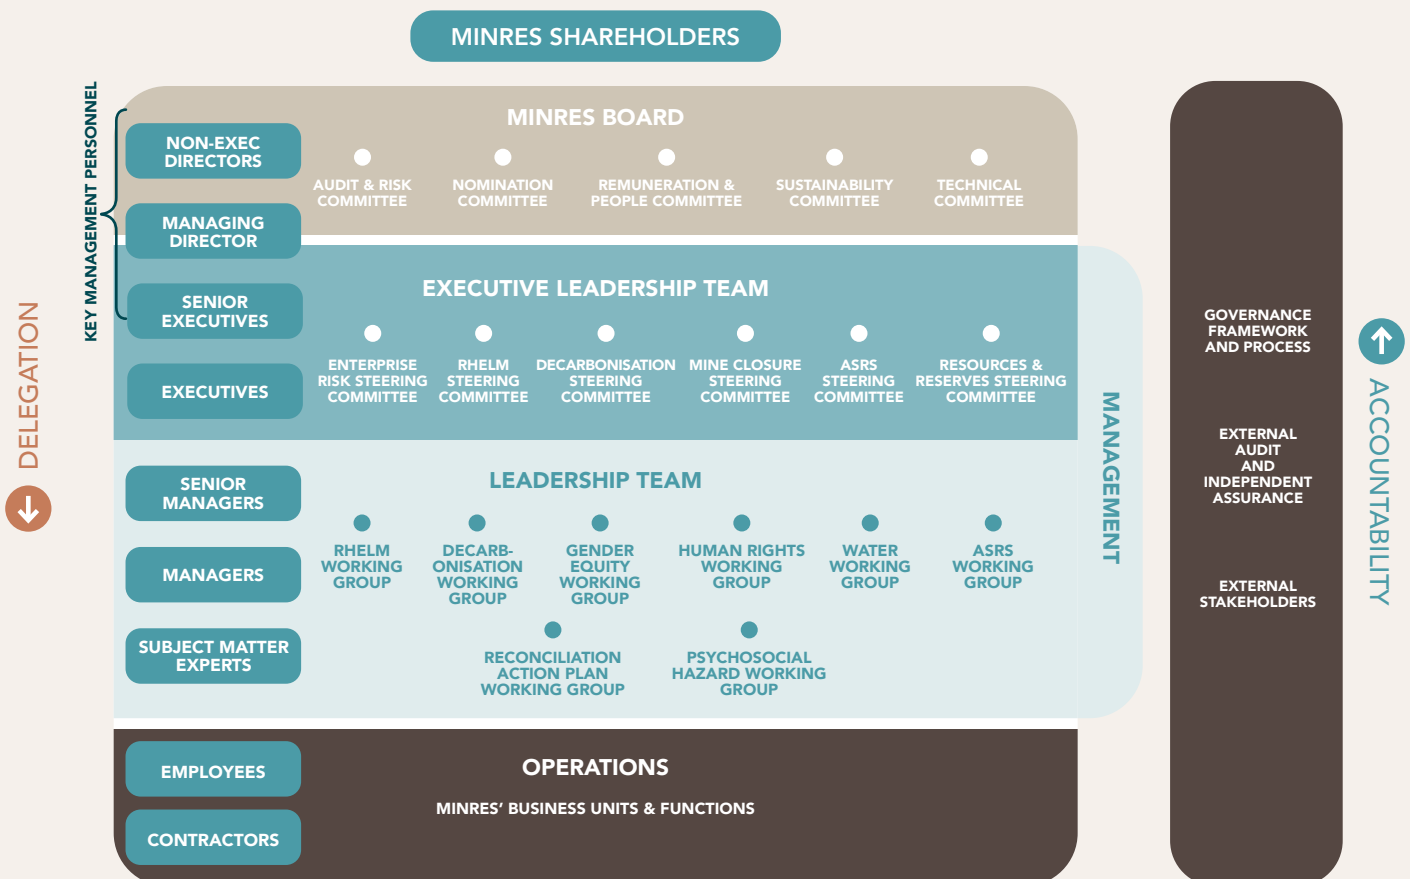 MINRES SHAREHOLDERS
KEY MANAGEMENT PERSONNEL
NON-EXEC
DIRECTORS
MANAGING
DIRECTOR
SENIOR
EXECUTIVES
EXECUTIVES
SENIOR
MANAGERS
MANAGERS
SUBJECT MATTER
EXPERTS
EMPLOYEES
CONTRACTORS
MINRES BOARD
AUDIT & RISK
COMMITTEE
NOMINATION
COMMITTEE
REMUNERATION &
PEOPLE COMMITTEE
SUSTAINABILITY
COMMITTEE
TECHNICAL
COMMITTEE
EXECUTIVE LEADERSHIP TEAM
ENTERPRISE
RISK STEERING
COMMITTEE
RHELM
STEERING
COMMITTEE
DECARBONISATION
STEERING
COMMITTEE
MINE CLOSURE
STEERING
COMMITTEE
ASRS
STEERING
COMMITTEE
RESOURCES &
RESERVES STEERING
COMMITTEE
LEADERSHIP TEAM
RHELM
WORKING
GROUP
DECARB-
ONISATION
WORKING
GROUP
GENDER
EQUITY
WORKING
GROUP
HUMAN RIGHTS
WORKING
GROUP
WATER
WORKING
GROUP
ASRS
WORKING
GROUP
RECONCILIATION
ACTION PLAN
WORKING GROUP
PSYCHOSOCIAL
HAZARD WORKING
GROUP
OPERATIONS
MINRES’ BUSINESS UNITS & FUNCTIONS
MANAGEMENT
DELEGATION
GOVERNANCE
FRAMEWORK
AND PROCESS
EXTERNAL
AUDIT
AND
INDEPENDENT
ASSURANCE
EXTERNAL
STAKEHOLDERS
ACCOUNTABILITY